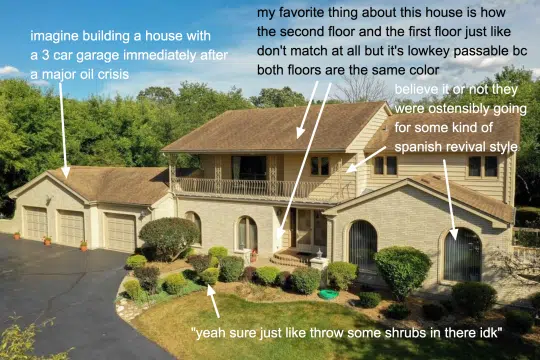 imagine building a house with
a 3 car garage immediately after
a major oil crisis
my favorite thing about this house is how
the second floor and the first floor just like
don't match at all but it's lowkey passable bc
both floors are the same color
believe it or not they
were ostensibly going
for some kind of
spanish revival style
"yeah sure just like throw some shrubs in there idk"